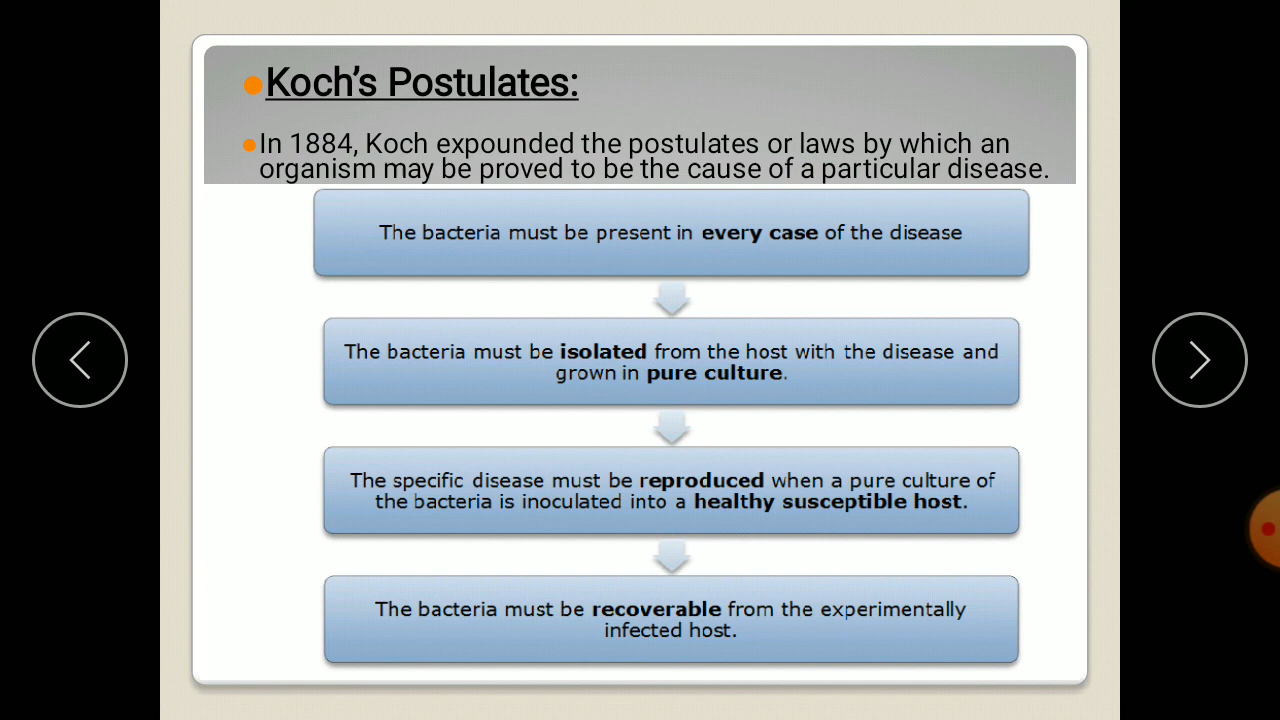 Koch's Postulates:
In 1884, Koch expounded the postulates or laws by which an
organism may be proved to be the cause of a particular disease.
The bacteria must be present in every case of the disease
The bacteria must be isolated from the host with the disease and
grown in pure culture.
The specific disease must be reproduced when a pure culture of
the bacteria is inoculated into a healthy susceptible host.
The bacteria must be recoverable from the experimentally
infected host.